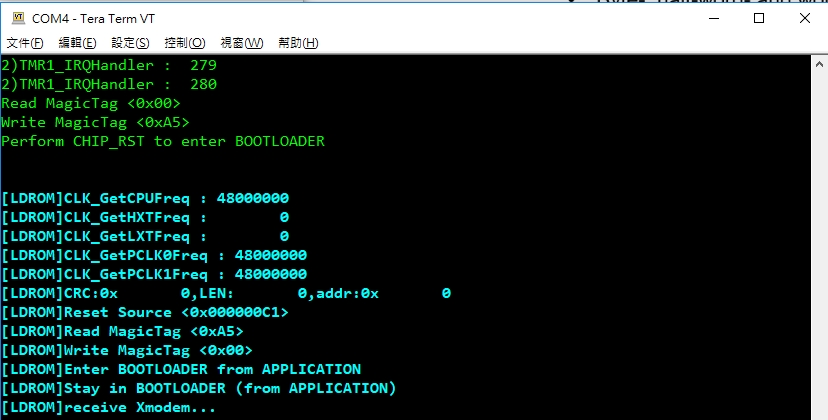 COM4 - Tera Term VT
文件(F) 編輯(E) 設定(S) 控制(O) 視窗(W) 幫助(H)
2)TMR1_IRQHandler :  279
2)TMR1_IRQHandler :  280
Read MagicTag <0x00>
Write MagicTag <0xA5>
Perform CHIP_RST to enter BOOTLOADER
[LDROM]CLK_GetCPUFreq : 48000000
[LDROM]CLK_GetHXTFreq :        0
[LDROM]CLK_GetLXTFreq :        0
[LDROM]CLK_GetPCLK0Freq : 48000000
[LDROM]CLK_GetPCLK1Freq : 48000000
[LDROM]CRC:0x       0,LEN:       0,addr:0x       0
[LDROM]Reset Source <0x000000C1>
[LDROM]Read MagicTag <0xA5>
[LDROM]Write MagicTag <0x00>
[LDROM]Enter BOOTLOADER from APPLICATION
[LDROM]Stay in BOOTLOADER (from APPLICATION)
[LDROM]receive Xmodem...